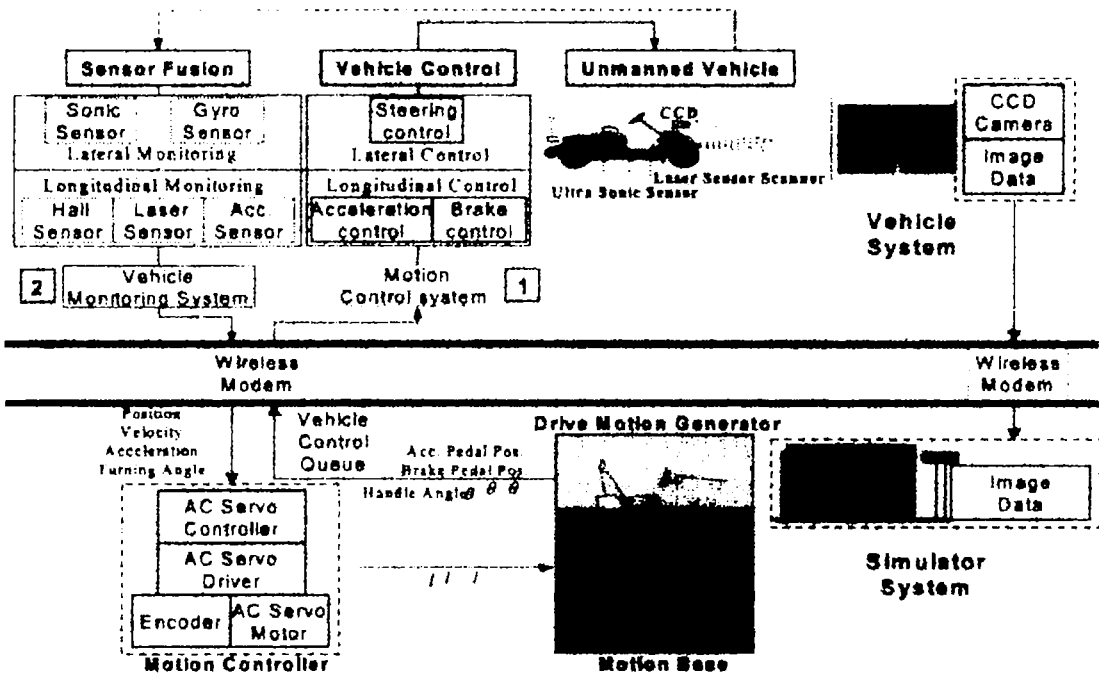 Sensor Fusion
Vehicle Control
Unmanned Vehicle
Sonic
Sensor
Gyro
Sensor
Lateral Monitoring
Longitudinal Monitoring
Hall
Sensor
Laser
Sensor
Acc.
Sensor
2
Vehicle
Monitoring System
Steering
control
Lateral Control
Longitudinal Control
Acceleration
control
Brake
control
Motion
Control system
1
CCD
Laser Sensor Scanner
Ultra Sonic Sensor
CCD
Camera
Image
Data
Vehicle
System
Wireless
Modem
Wireless
Modem
Position
Velocity
Acceleration
Turning Angle
Vehicle
Control
Queue
Acc. Pedal Pos.
Brake Pedal Pos.
Handle Angle
θ θ θ
Drive Motion Generator
Motion Base
AC Servo
Controller
AC Servo
Driver
Encoder
AC Servo
Motor
Motion Controller
Image
Data
Simulator
System